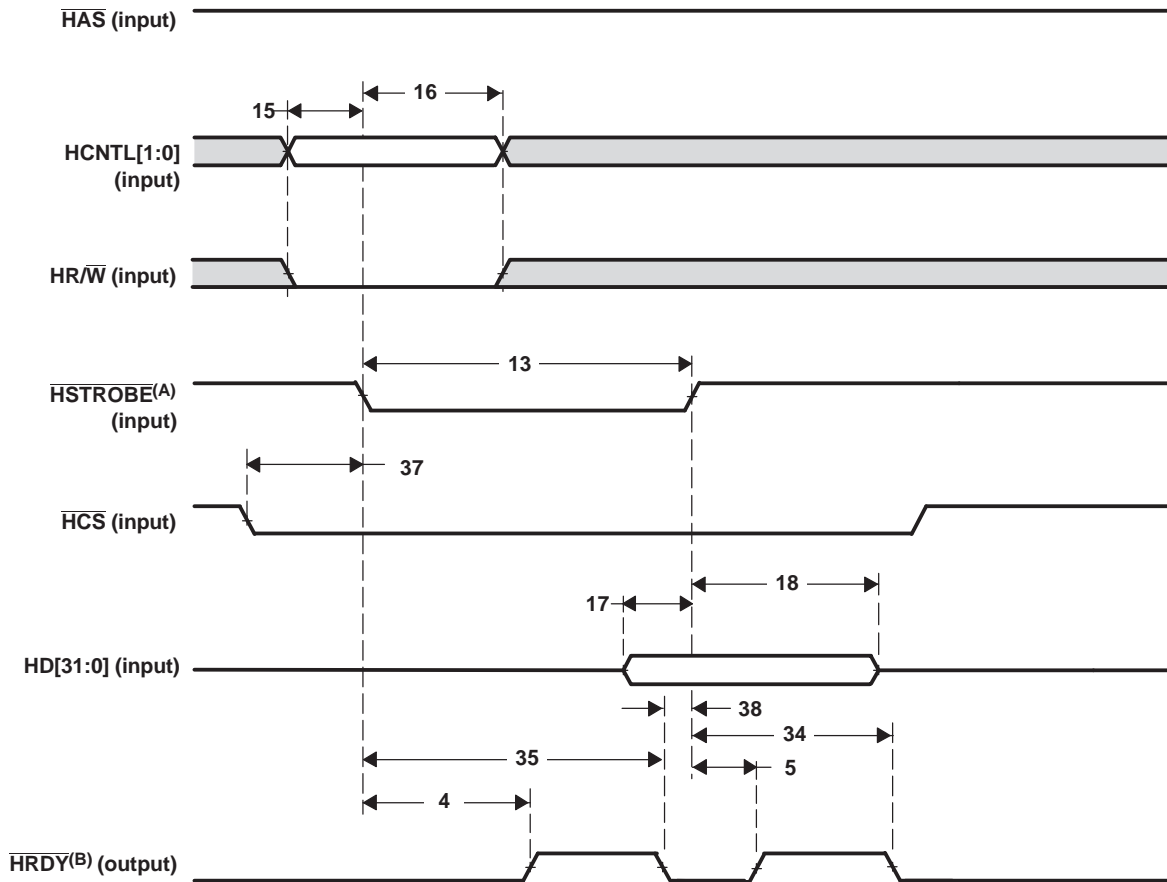 HAS (input)
16
15
HCNTL[1:0]
(input)
HR/W (input)
13
HSTROBE(A)
(input)
37
HCS (input)
18
17
HD[31:0] (input)
38
34
35
5
4
HRDY(B) (output)